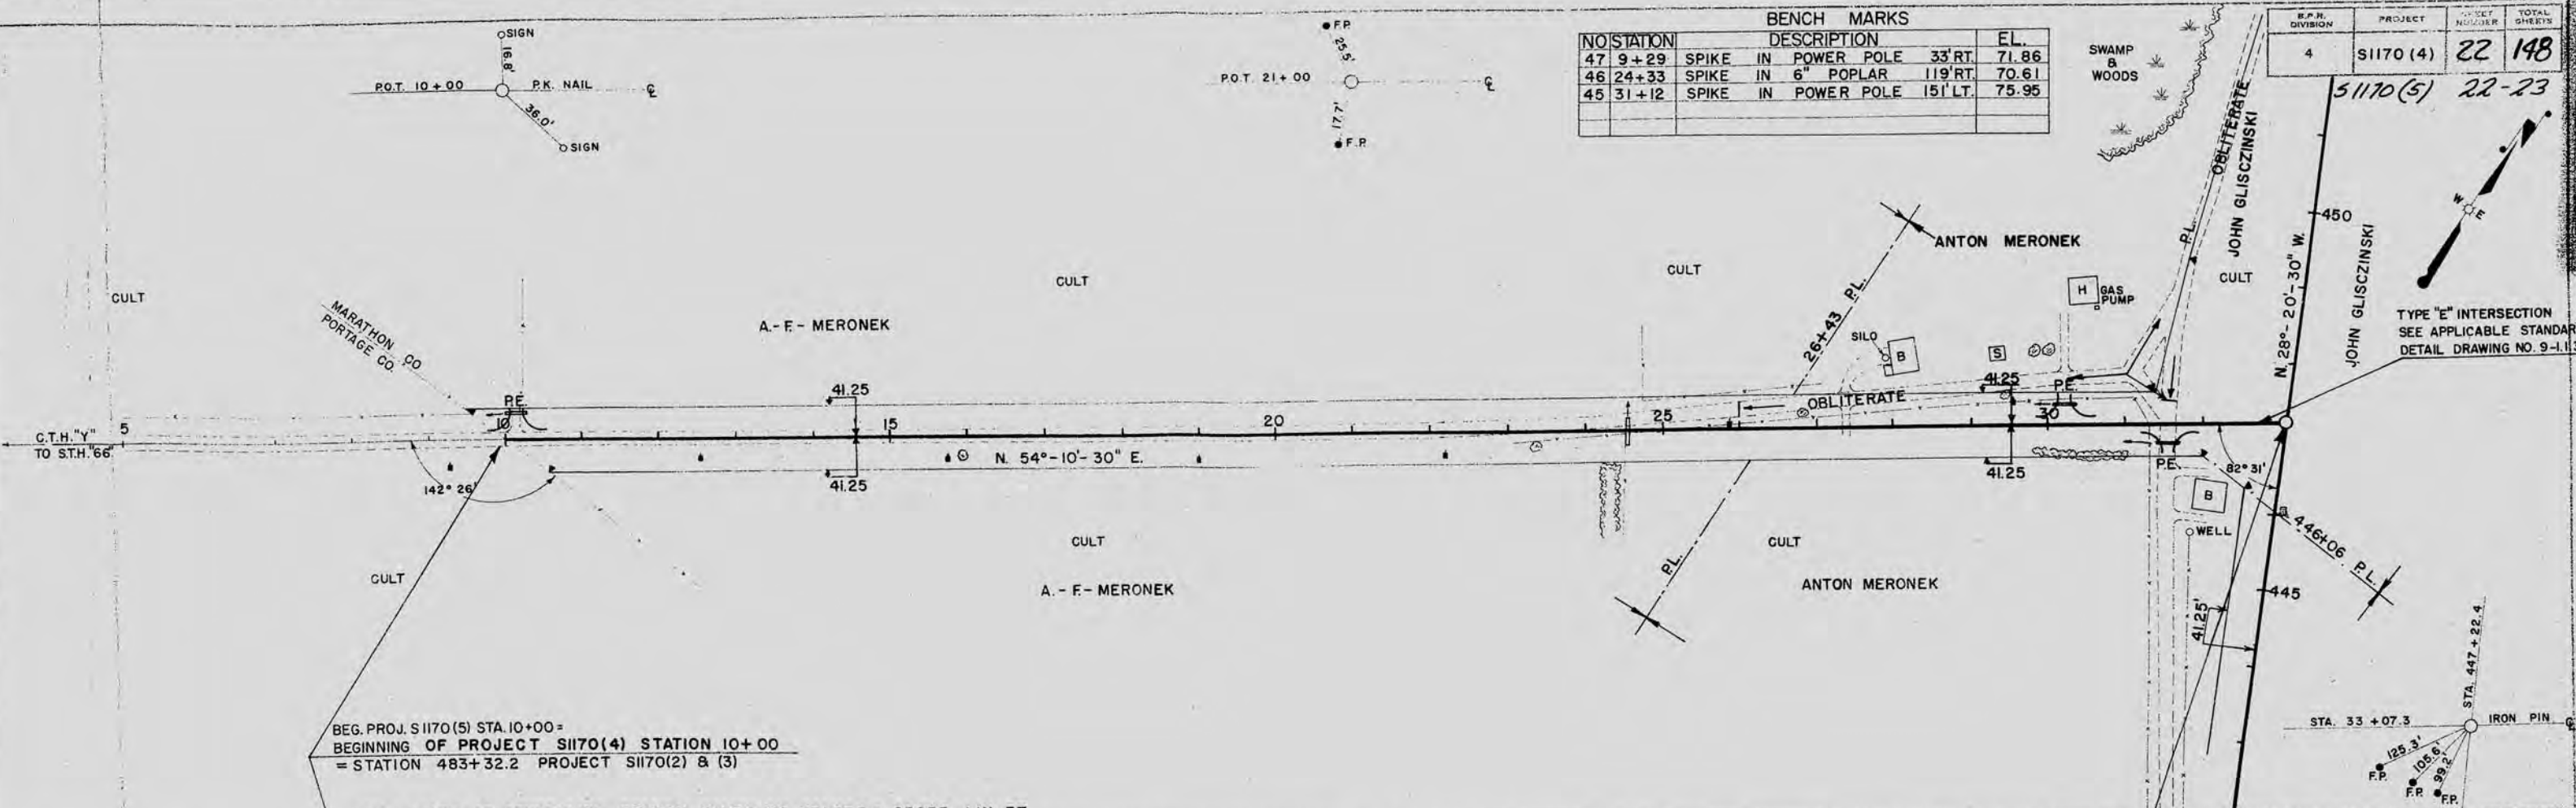 SIGN
16.8'
P.O.T. 10+00
P.K. NAIL
℄
36.0'
SIGN
F.P.
25.5'
P.O.T. 21+00
℄
17.7'
F.P.
BENCH MARKS
NO STATION DESCRIPTION EL.
47 9+29 SPIKE IN POWER POLE 33' RT. 71.86
46 24+33 SPIKE IN 6" POPLAR 119' RT. 70.61
45 31+12 SPIKE IN POWER POLE 151' LT. 75.95
SWAMP
&
WOODS
B.P.R. DIVISION PROJECT SHEET NUMBER TOTAL SHEETS
4 S1170 (4) 22 148
S1170(5) 22-23
OBLITERATE
JOHN GLISCZINSKI
P.L.
CULT
450
N. 28°-20'-30" W.
JOHN GLISCZINSKI
W E
TYPE "E" INTERSECTION
SEE APPLICABLE STANDAR
DETAIL DRAWING NO. 9-1.1.
ANTON MERONEK
CULT
CULT
CULT
26+43 P.L.
H GAS
PUMP
SILO
B
S
MARATHON CO
PORTAGE CO.
A.-F.-MERONEK
P.E.
41.25
41.25
P.E.
OBLITERATE
C.T.H. "Y"
TO S.T.H. "66"
5
10
15
20
25
30
N. 54°-10'-30" E.
142° 26'
41.25
41.25
P.E.
82° 31'
B
WELL
446+06 P.L.
445
41.25'
CULT
CULT
CULT
P.L.
A.-F.-MERONEK
ANTON MERONEK
BEG. PROJ. S1170(5) STA. 10+00 =
BEGINNING OF PROJECT S1170(4) STATION 10+00
= STATION 483+32.2 PROJECT S1170(2) & (3)
STA. 447+22.4
STA. 33+07.3
IRON PIN
℄
125.3'
105.6'
99.2'
F.P.
F.P.
F.P.